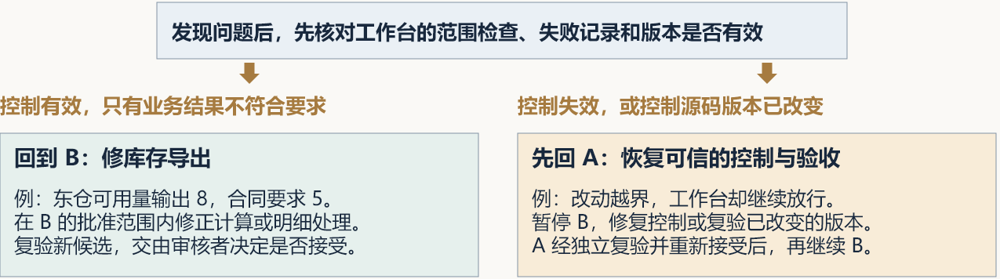 发现问题后，先核对工作台的范围检查、失败记录和版本是否有效
控制有效，只有业务结果不符合要求
回到 B：修库存导出
例：东仓可用量输出 8，合同要求 5。
在 B 的批准范围内修正计算或明细处理。
复验新候选，交由审核者决定是否接受。
控制失效，或控制源码版本已改变
先回 A：恢复可信的控制与验收
例：改动越界，工作台却继续放行。
暂停 B，修复控制或复验已改变的版本。
A 经独立复验并重新接受后，再继续 B。